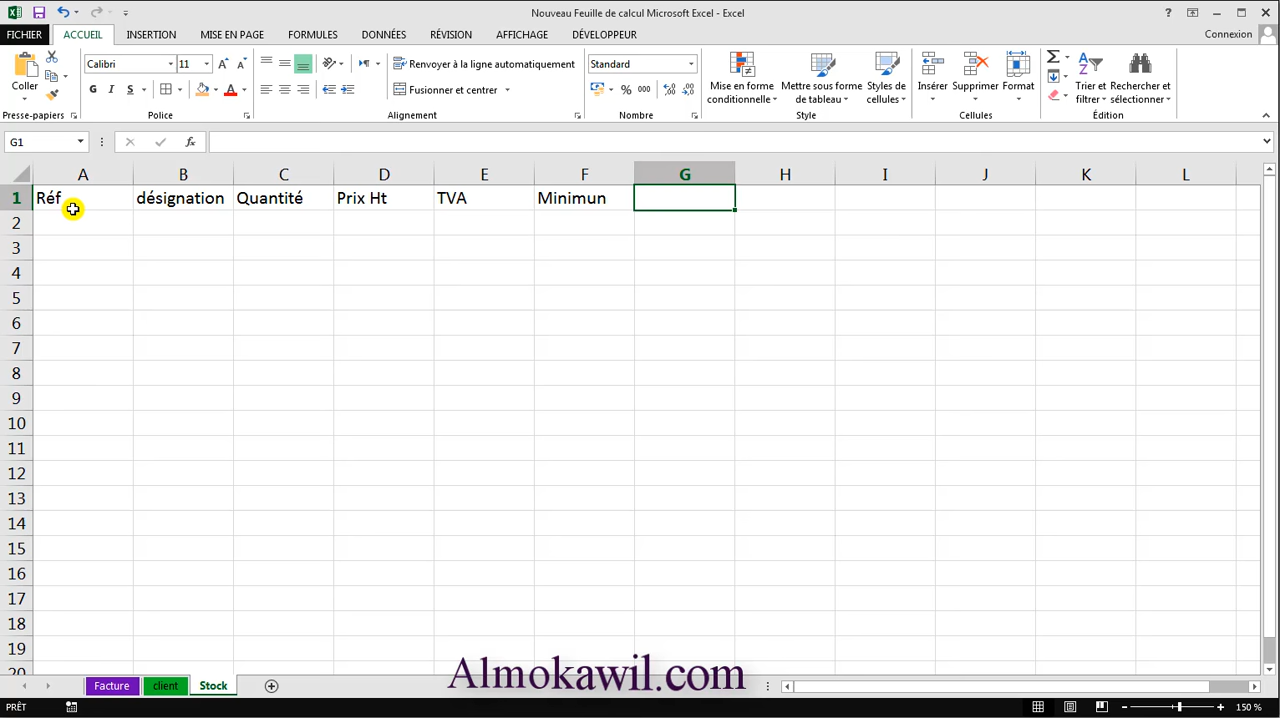 Nouveau Feuille de calcul Microsoft Excel - Excel
FICHIER ACCUEIL INSERTION MISE EN PAGE FORMULES DONNÉES RÉVISION AFFICHAGE DÉVELOPPEUR Connexion
Coller
Calibri 11
G I S A
Renvoyer à la ligne automatiquement
Fusionner et centrer
Standard
% 000
Mise en forme conditionnelle
Mettre sous forme de tableau
Styles de cellules
Insérer
Supprimer
Format
Trier et filtrer
Rechercher et sélectionner
Presse-papiers Police Alignement Nombre Style Cellules Édition
G1 fx
A B C D E F G H I J K L
1 Réf désignation Quantité Prix Ht TVA Minimun
2
3
4
5
6
7
8
9
10
11
12
13
14
15
16
17
18
19
20
Almokawil.com
Facture client Stock
PRÊT 150 %